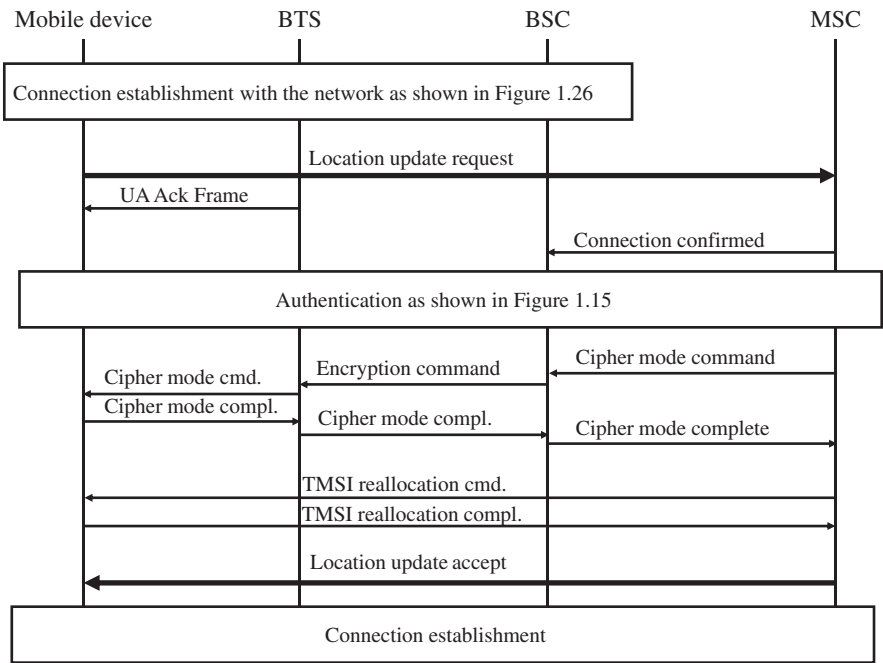 Mobile device BTS BSC MSC
Connection establishment with the network as shown in Figure 1.26
Location update request
UA Ack Frame
Connection confirmed
Authentication as shown in Figure 1.15
Cipher mode command
Encryption command
Cipher mode cmd.
Cipher mode compl.
Cipher mode compl.
Cipher mode complete
TMSI reallocation cmd.
TMSI reallocation compl.
Location update accept
Connection establishment